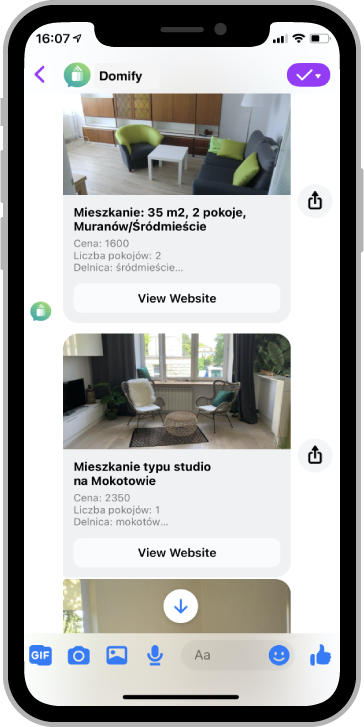 16:07
Domify
Mieszkanie: 35 m2, 2 pokoje,
Muranów/Śródmieście
Cena: 1600
Liczba pokojów: 2
Delnica: śródmieście...
View Website
Mieszkanie typu studio
na Mokotowie
Cena: 2350
Liczba pokojów: 1
Delnica: mokotów...
View Website
GIF
Aa